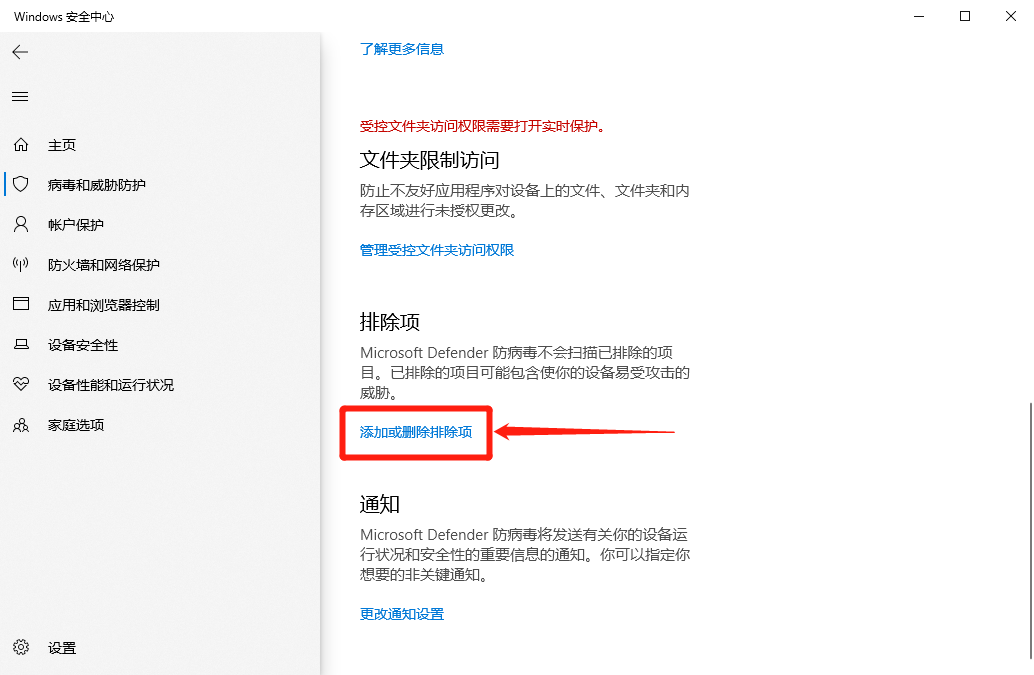 Windows 安全中心
主页
病毒和威胁防护
帐户保护
防火墙和网络保护
应用和浏览器控制
设备安全性
设备性能和运行状况
家庭选项
设置
了解更多信息
受控文件夹访问权限需要打开实时保护。
文件夹限制访问
防止不友好应用程序对设备上的文件、文件夹和内
存区域进行未授权更改。
管理受控文件夹访问权限
排除项
Microsoft Defender 防病毒不会扫描已排除的项
目。已排除的项目可能包含使你的设备易受攻击的
威胁。
添加或删除排除项
通知
Microsoft Defender 防病毒将发送有关你的设备运
行状况和安全性的重要信息的通知。你可以指定你
想要的非关键通知。
更改通知设置